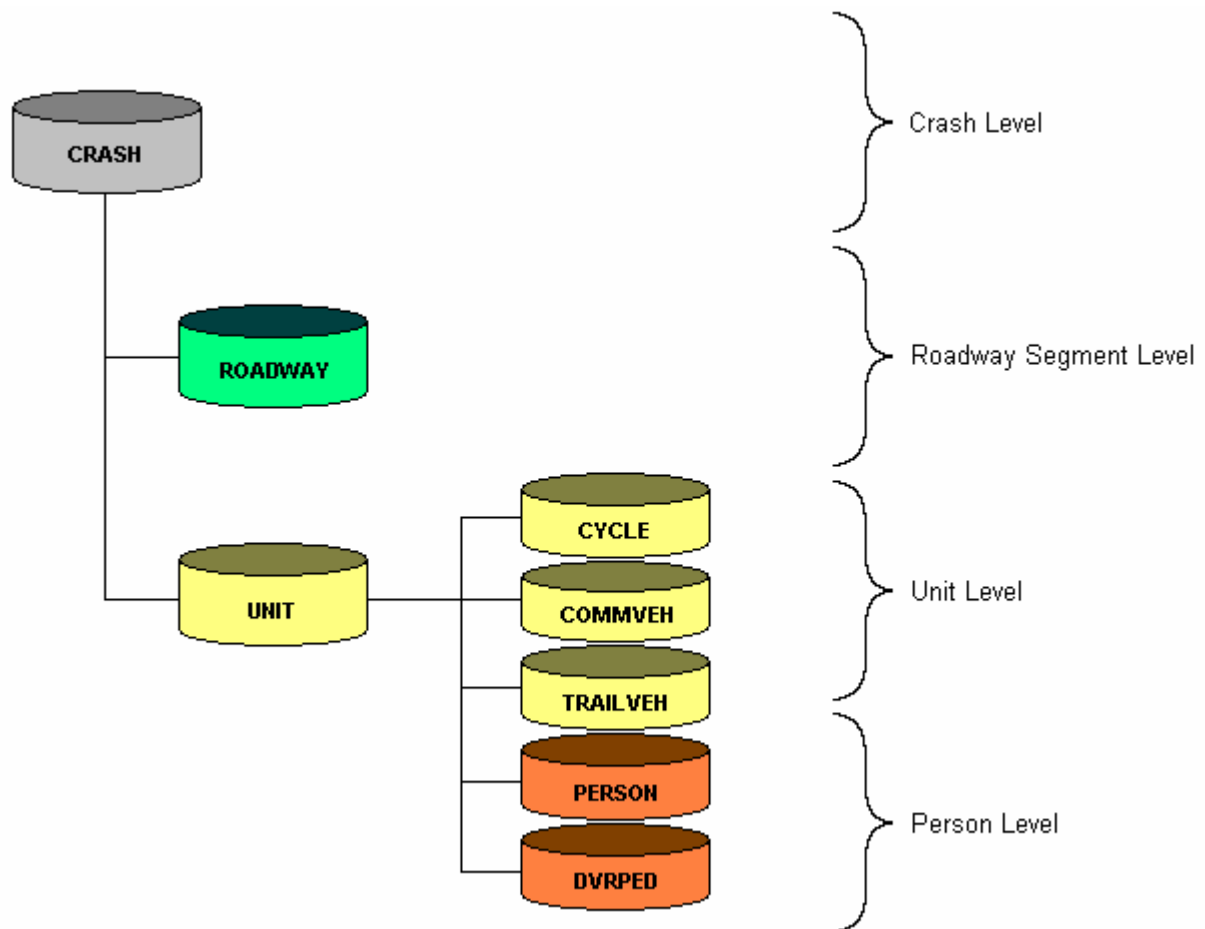 CRASH
Crash Level
ROADWAY
Roadway Segment Level
CYCLE
UNIT
COMMVEH
Unit Level
TRAILVEH
PERSON
Person Level
DVRPED